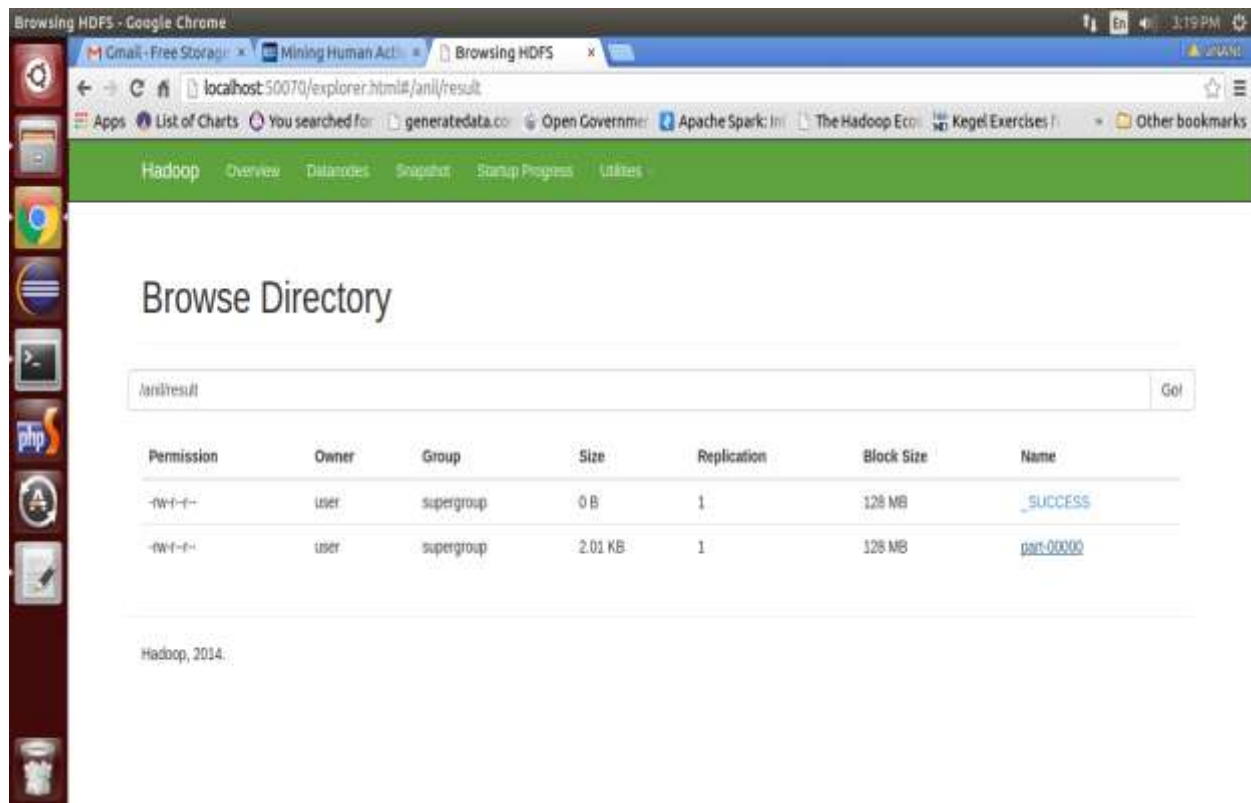 Browsing HDFS - Google Chrome
En 3:19 PM
Gmail - Free Storage Mining Human Acti Browsing HDFS
localhost:50070/explorer.html#/anil/result
Apps List of Charts You searched for generatedata.co Open Governmen Apache Spark: In The Hadoop Eco Kegel Exercises f » Other bookmarks
Hadoop Overview Datanodes Snapshot Startup Progress Utilities
Browse Directory
/anil/result Go!
Permission Owner Group Size Replication Block Size Name
-rw-r--r-- user supergroup 0 B 1 128 MB _SUCCESS
-rw-r--r-- user supergroup 2.01 KB 1 128 MB part-00000
Hadoop, 2014.
php